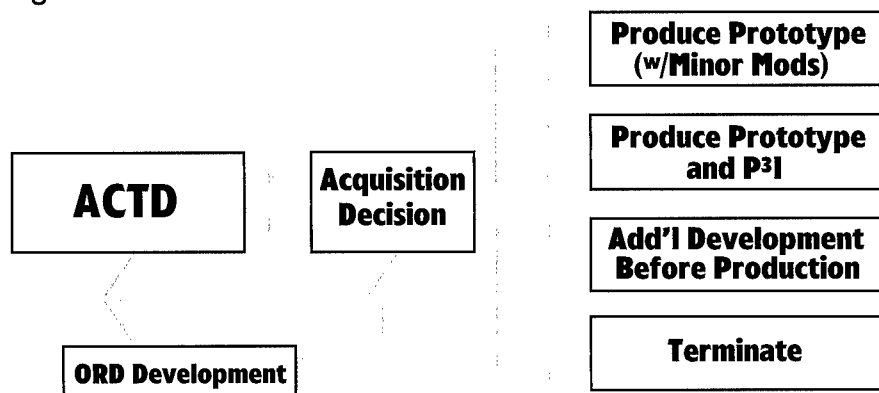 ACTD
Acquisition
Decision
ORD Development
Produce Prototype
(w/Minor Mods)
Produce Prototype
and P³I
Add'l Development
Before Production
Terminate